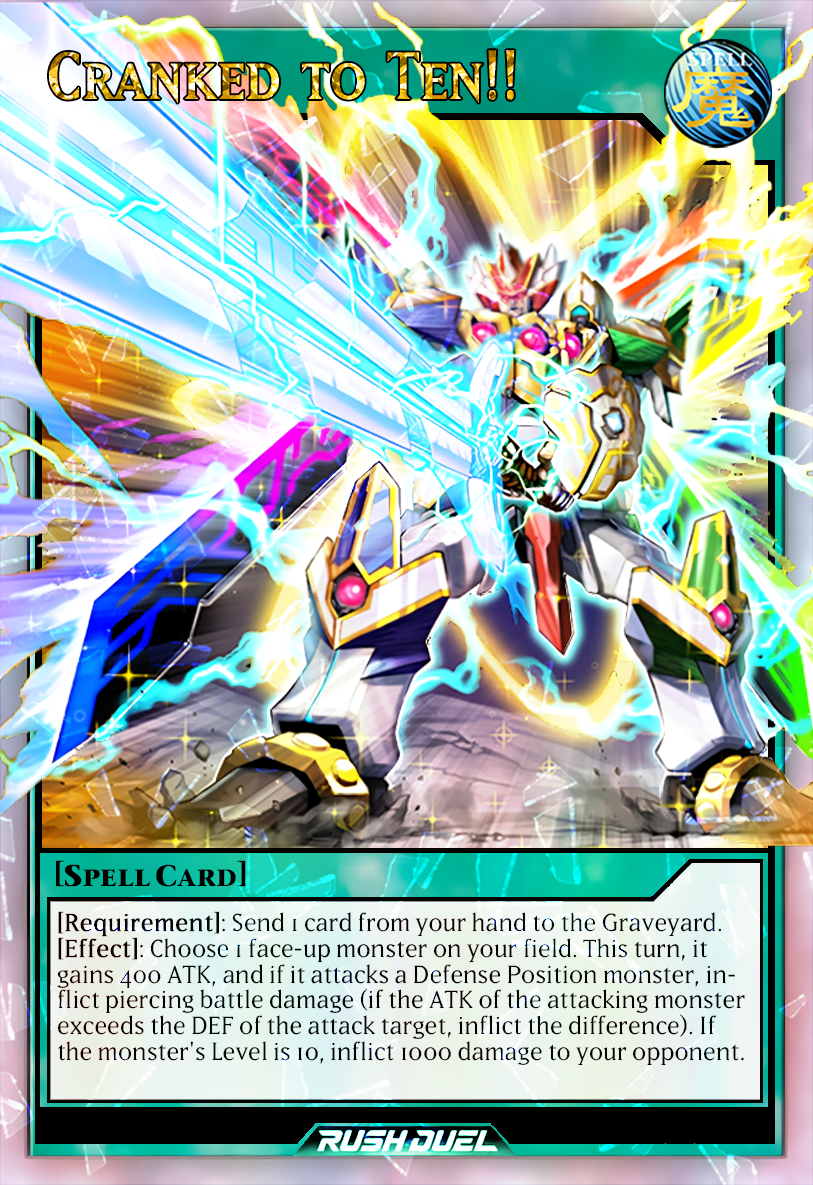 Cranked to Ten!!
SPELL
魔
[Spell Card]
[Requirement]: Send 1 card from your hand to the Graveyard.
[Effect]: Choose 1 face-up monster on your field. This turn, it
gains 400 ATK, and if it attacks a Defense Position monster, in-
flict piercing battle damage (if the ATK of the attacking monster
exceeds the DEF of the attack target, inflict the difference). If
the monster's Level is 10, inflict 1000 damage to your opponent.
RUSH DUEL